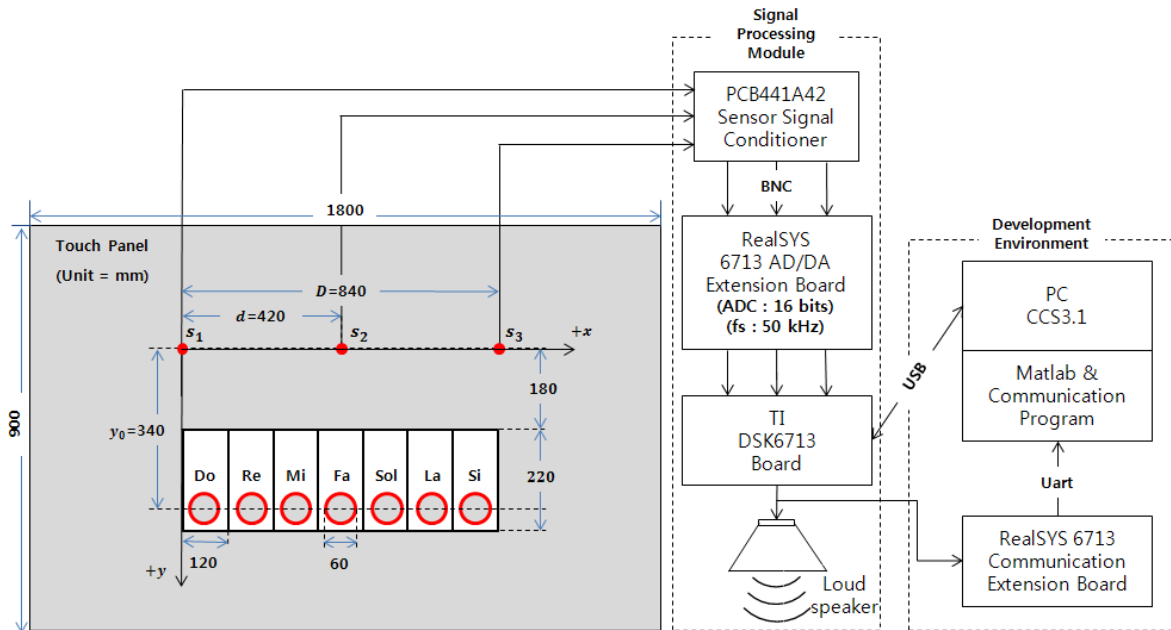 Signal
Processing
Module
PCB441A42
Sensor Signal
Conditioner
BNC
1800
Touch Panel
(Unit = mm)
RealSYS
6713 AD/DA
Extension Board
(ADC : 16 bits)
(fs : 50 kHz)
Development
Environment
PC
CCS3.1
D=840
d=420
s1
s2
s3
+x
USB
Matlab &
Communication
Program
180
900
y0=340
TI
DSK6713
Board
Do Re Mi Fa Sol La Si
220
Uart
120
60
+y
RealSYS 6713
Communication
Extension Board
Loud
speaker